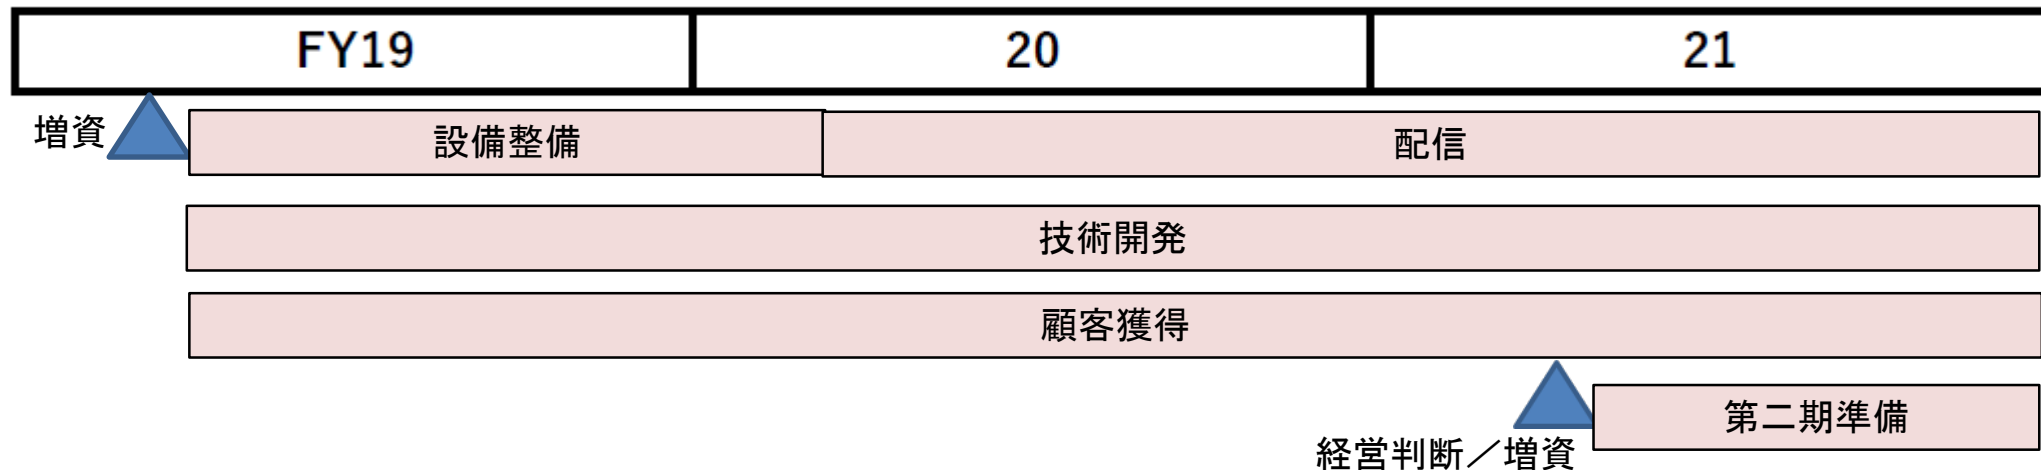 FY19
20
21
増資
設備整備
配信
技術開発
顧客獲得
第二期準備
経営判断／増資